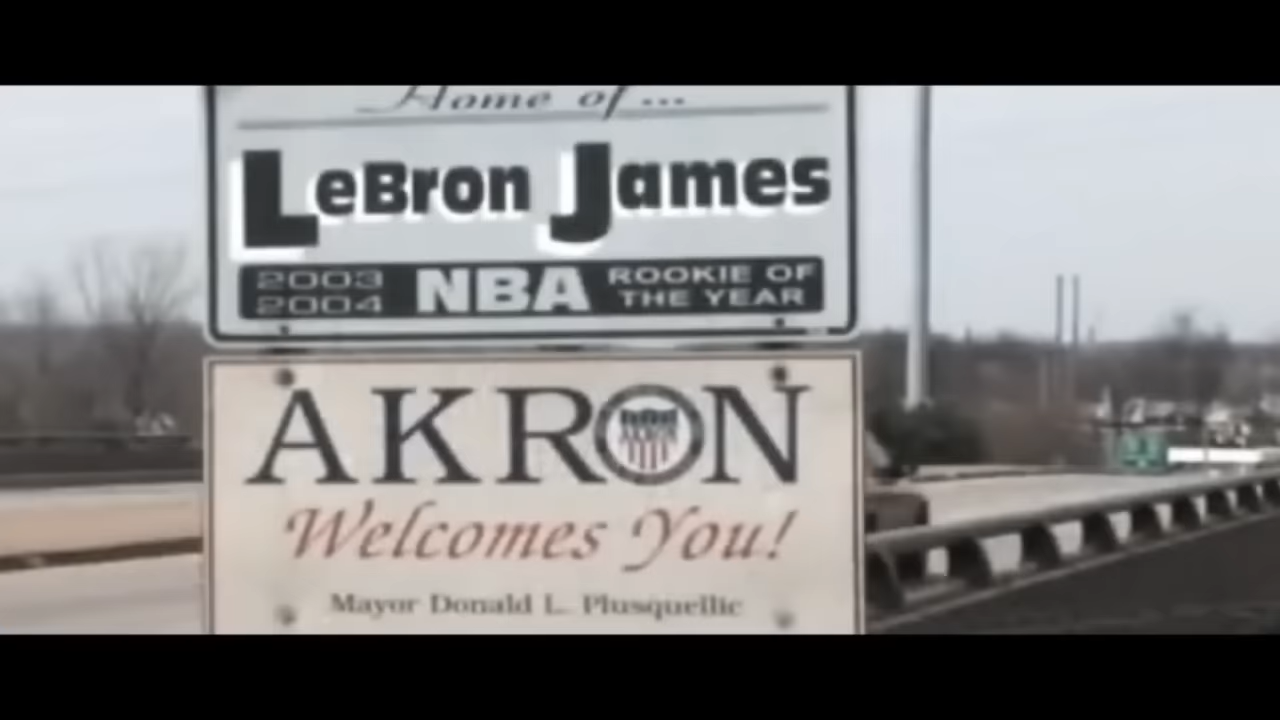 Home of...
LeBron James
2003 2004 NBA ROOKIE OF THE YEAR
AKRON
Welcomes You!
Mayor Donald L. Plusquellic